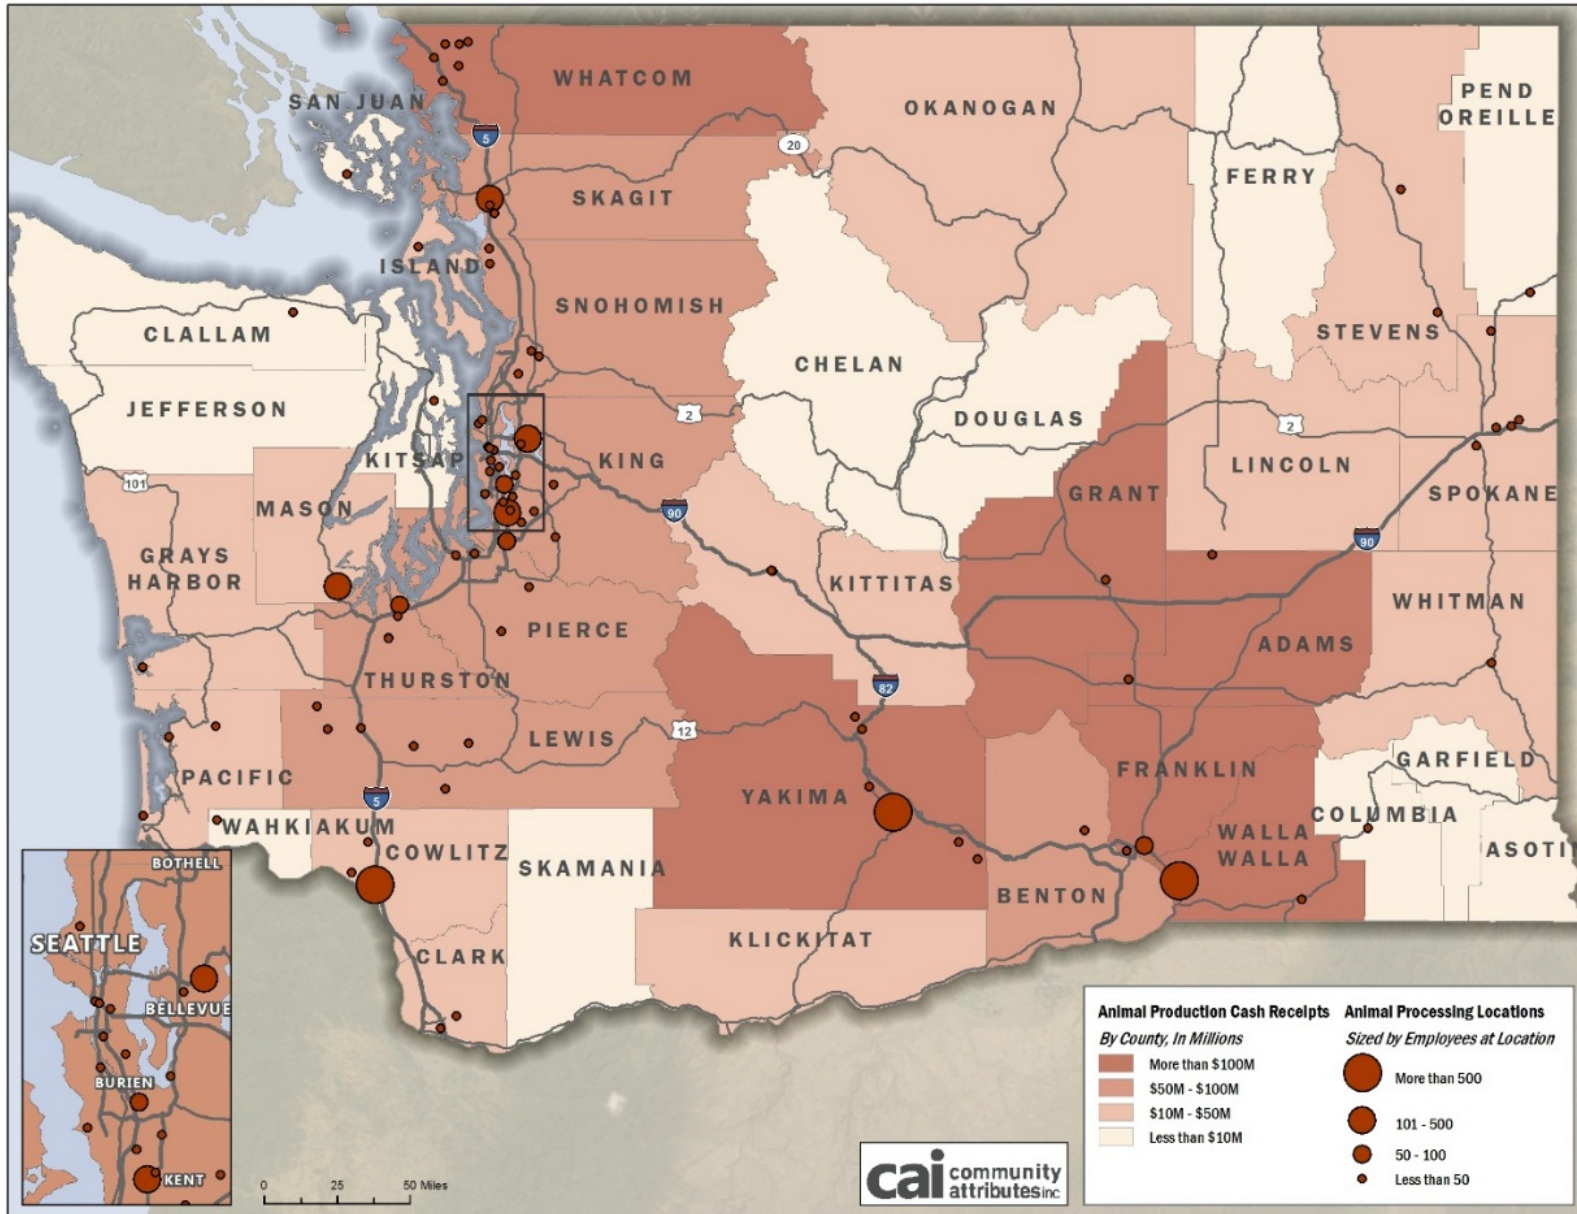 WHATCOM
SAN JUAN
OKANOGAN
PEND
OREILLE
5
20
FERRY
SKAGIT
ISLAND
SNOHOMISH
STEVENS
CLALLAM
CHELAN
JEFFERSON
DOUGLAS
2
2
KITSAP
KING
LINCOLN
101
GRANT
SPOKANE
MASON
90
90
GRAYS
HARBOR
KITTITAS
WHITMAN
PIERCE
ADAMS
THURSTON
82
12
LEWIS
GARFIELD
PACIFIC
FRANKLIN
5
YAKIMA
COLUMBIA
WAHKIAKUM
WALLA
WALLA
COWLITZ
ASOTIN
SKAMANIA
BENTON
KLICKITAT
CLARK
BOTHELL
SEATTLE
BELLEVUE
BURIEN
KENT
0 25 50 Miles
cai community
attributes inc
Animal Production Cash Receipts
By County, In Millions
More than $100M
$50M - $100M
$10M - $50M
Less than $10M
Animal Processing Locations
Sized by Employees at Location
More than 500
101 - 500
50 - 100
Less than 50